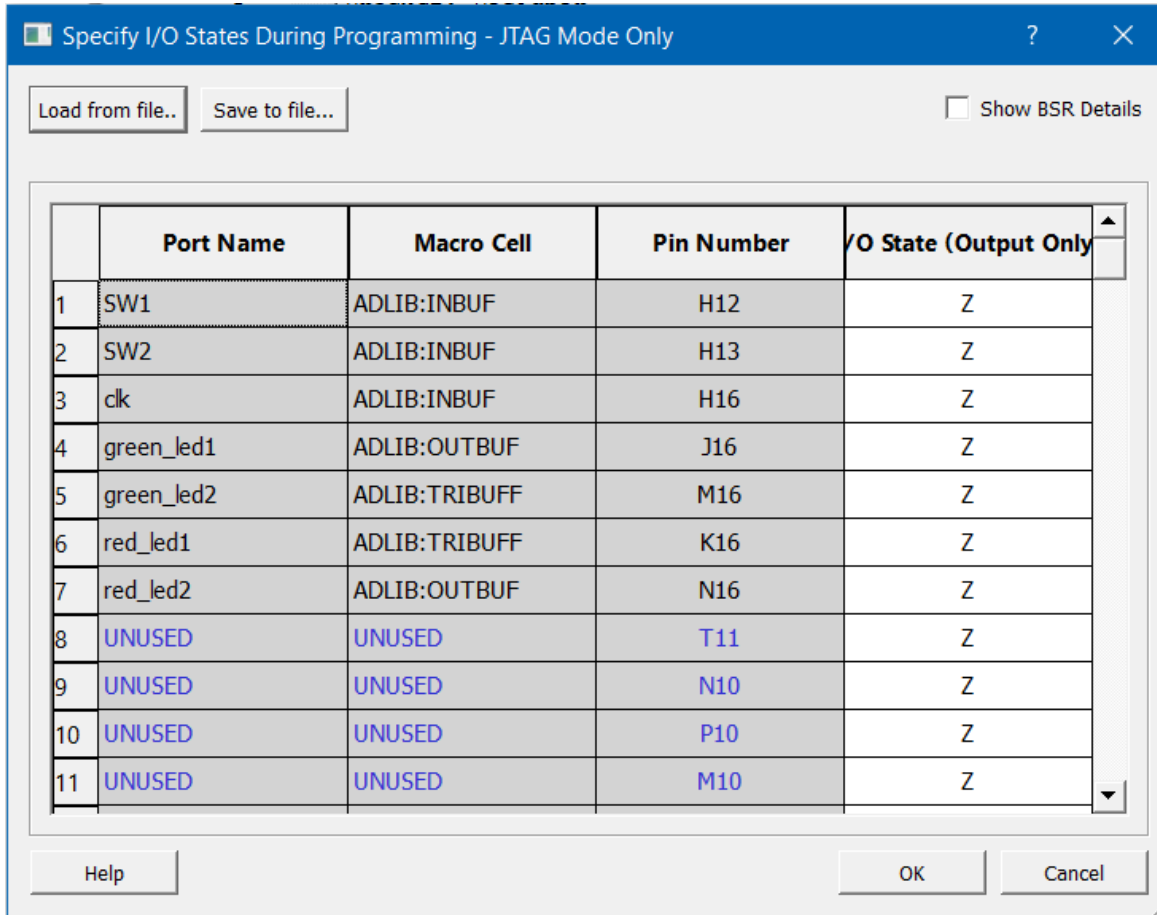 Specify I/O States During Programming - JTAG Mode Only ?
Load from file.. Save to file... Show BSR Details
Port Name Macro Cell Pin Number /O State (Output Only
1 SW1 ADLIB:INBUF H12 Z
2 SW2 ADLIB:INBUF H13 Z
3 clk ADLIB:INBUF H16 Z
4 green_led1 ADLIB:OUTBUF J16 Z
5 green_led2 ADLIB:TRIBUFF M16 Z
6 red_led1 ADLIB:TRIBUFF K16 Z
7 red_led2 ADLIB:OUTBUF N16 Z
8 UNUSED UNUSED T11 Z
9 UNUSED UNUSED N10 Z
10 UNUSED UNUSED P10 Z
11 UNUSED UNUSED M10 Z
Help OK Cancel